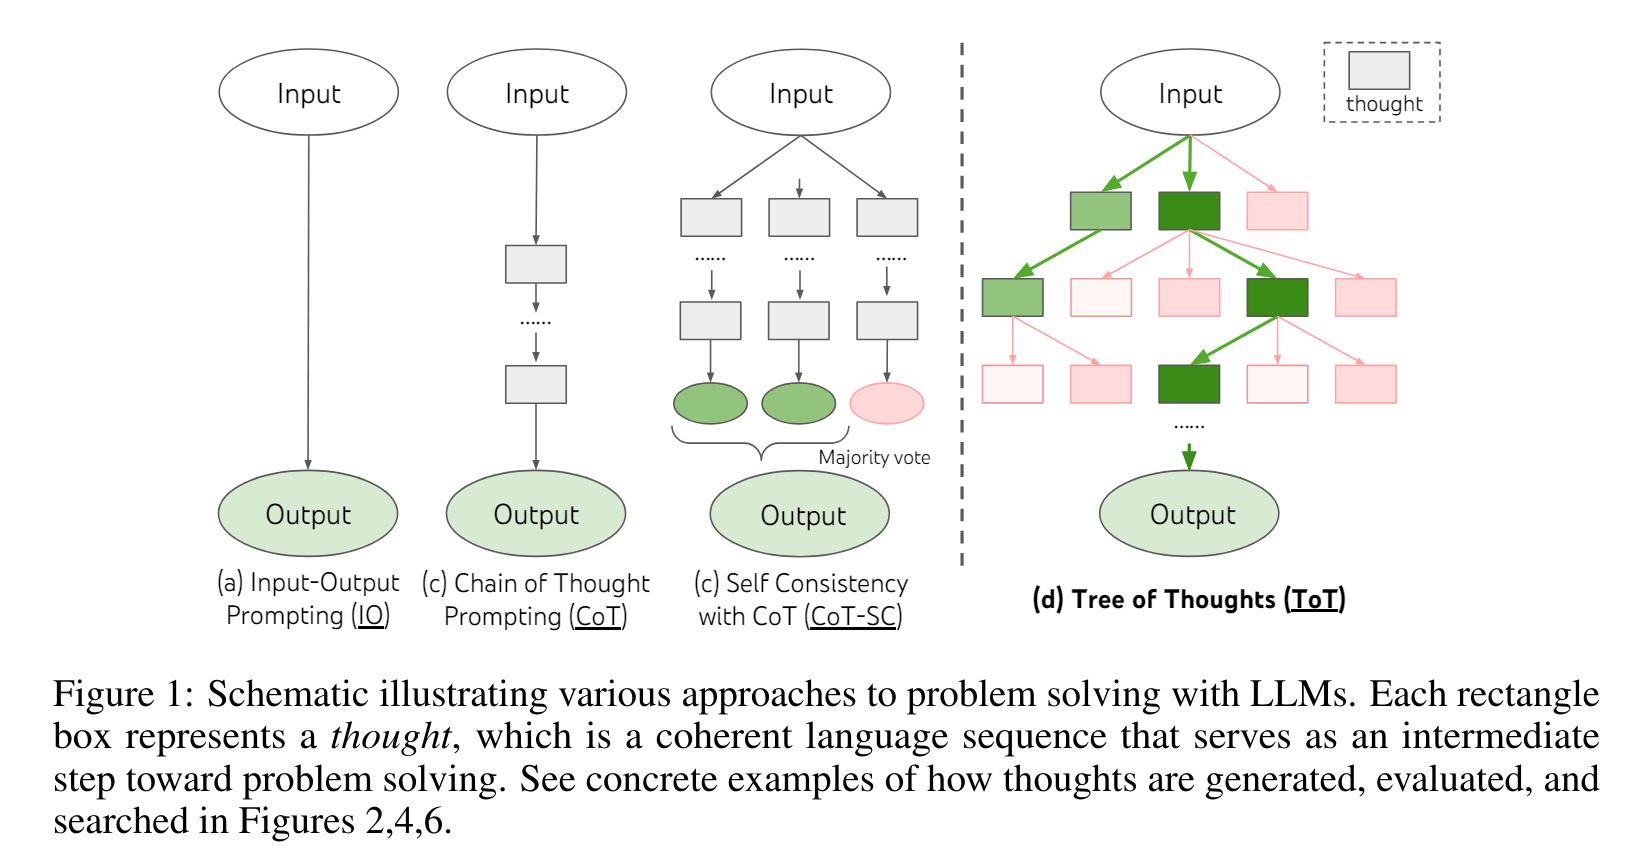 Input
Input
Input
Input
thought
......
......
......
......
......
Majority vote
Output
Output
Output
Output
(a) Input-Output
Prompting (IO)
(c) Chain of Thought
Prompting (CoT)
(c) Self Consistency
with CoT (CoT-SC)
(d) Tree of Thoughts (ToT)
Figure 1: Schematic illustrating various approaches to problem solving with LLMs. Each rectangle
box represents a thought, which is a coherent language sequence that serves as an intermediate
step toward problem solving. See concrete examples of how thoughts are generated, evaluated, and
searched in Figures 2,4,6.